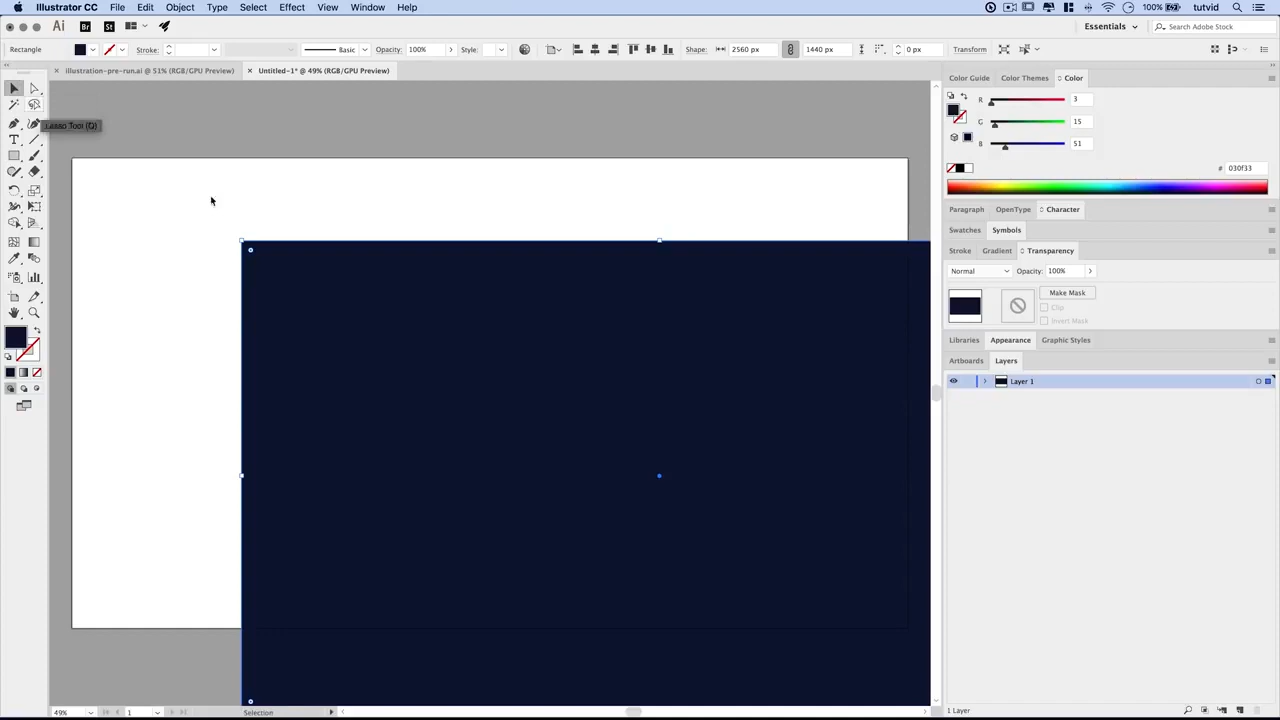 Illustrator CC File Edit Object Type Select Effect View Window Help 100% tutvid
Ai Br St Essentials Search Adobe Stock
Rectangle Stroke: Basic Opacity: 100% Style: Shape: 2560 px 1440 px 0 px Transform
illustration-pre-run.ai @ 51% (RGB/GPU Preview) Untitled-1* @ 49% (RGB/GPU Preview)
Color Guide Color Themes Color
R 3
G 15
B 51
# 030f33
Lasso Tool (Q)
Paragraph OpenType Character
Swatches Symbols
Stroke Gradient Transparency
Normal Opacity: 100%
Make Mask
Clip
Invert Mask
Libraries Appearance Graphic Styles
Artboards Layers
Layer 1
49% 1 Selection
1 Layer